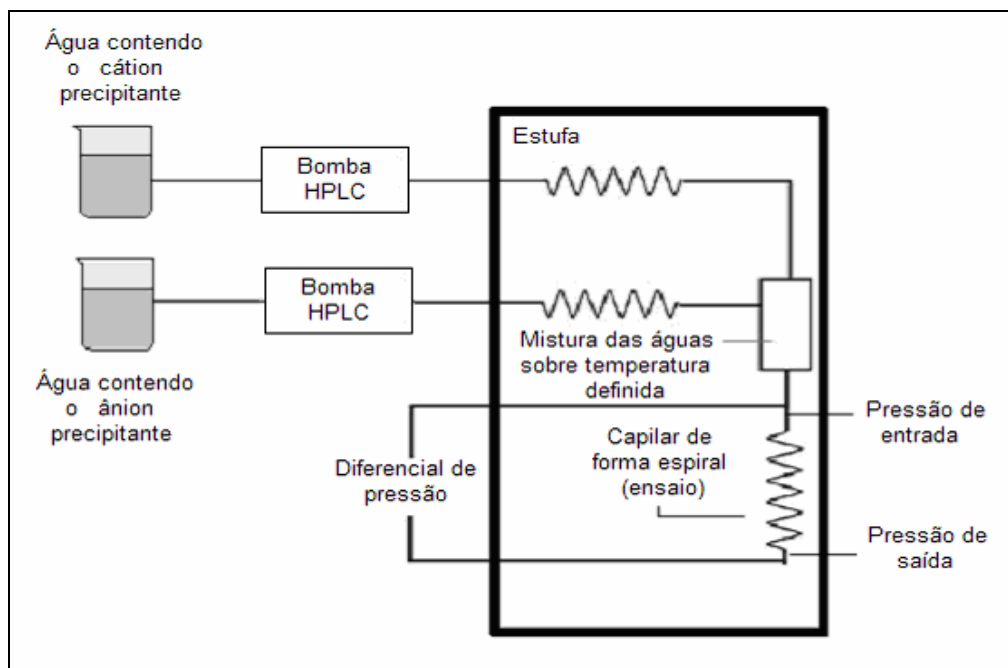 Água contendo
o cátion
precipitante
Bomba
HPLC
Estufa
Bomba
HPLC
Água contendo
o ânion
precipitante
Mistura das águas
sobre temperatura
definida
Pressão de
entrada
Capilar de
forma espiral
(ensaio)
Diferencial de
pressão
Pressão de
saída